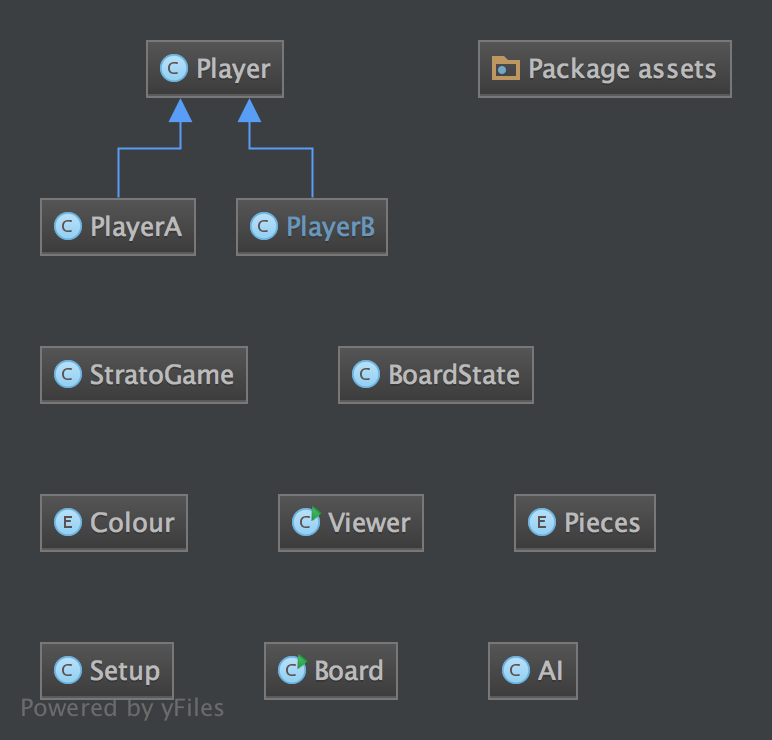 C Player
Package assets
C PlayerA
C PlayerB
C StratoGame
C BoardState
E Colour
C Viewer
E Pieces
C Setup
C Board
C AI
Powered by yFiles